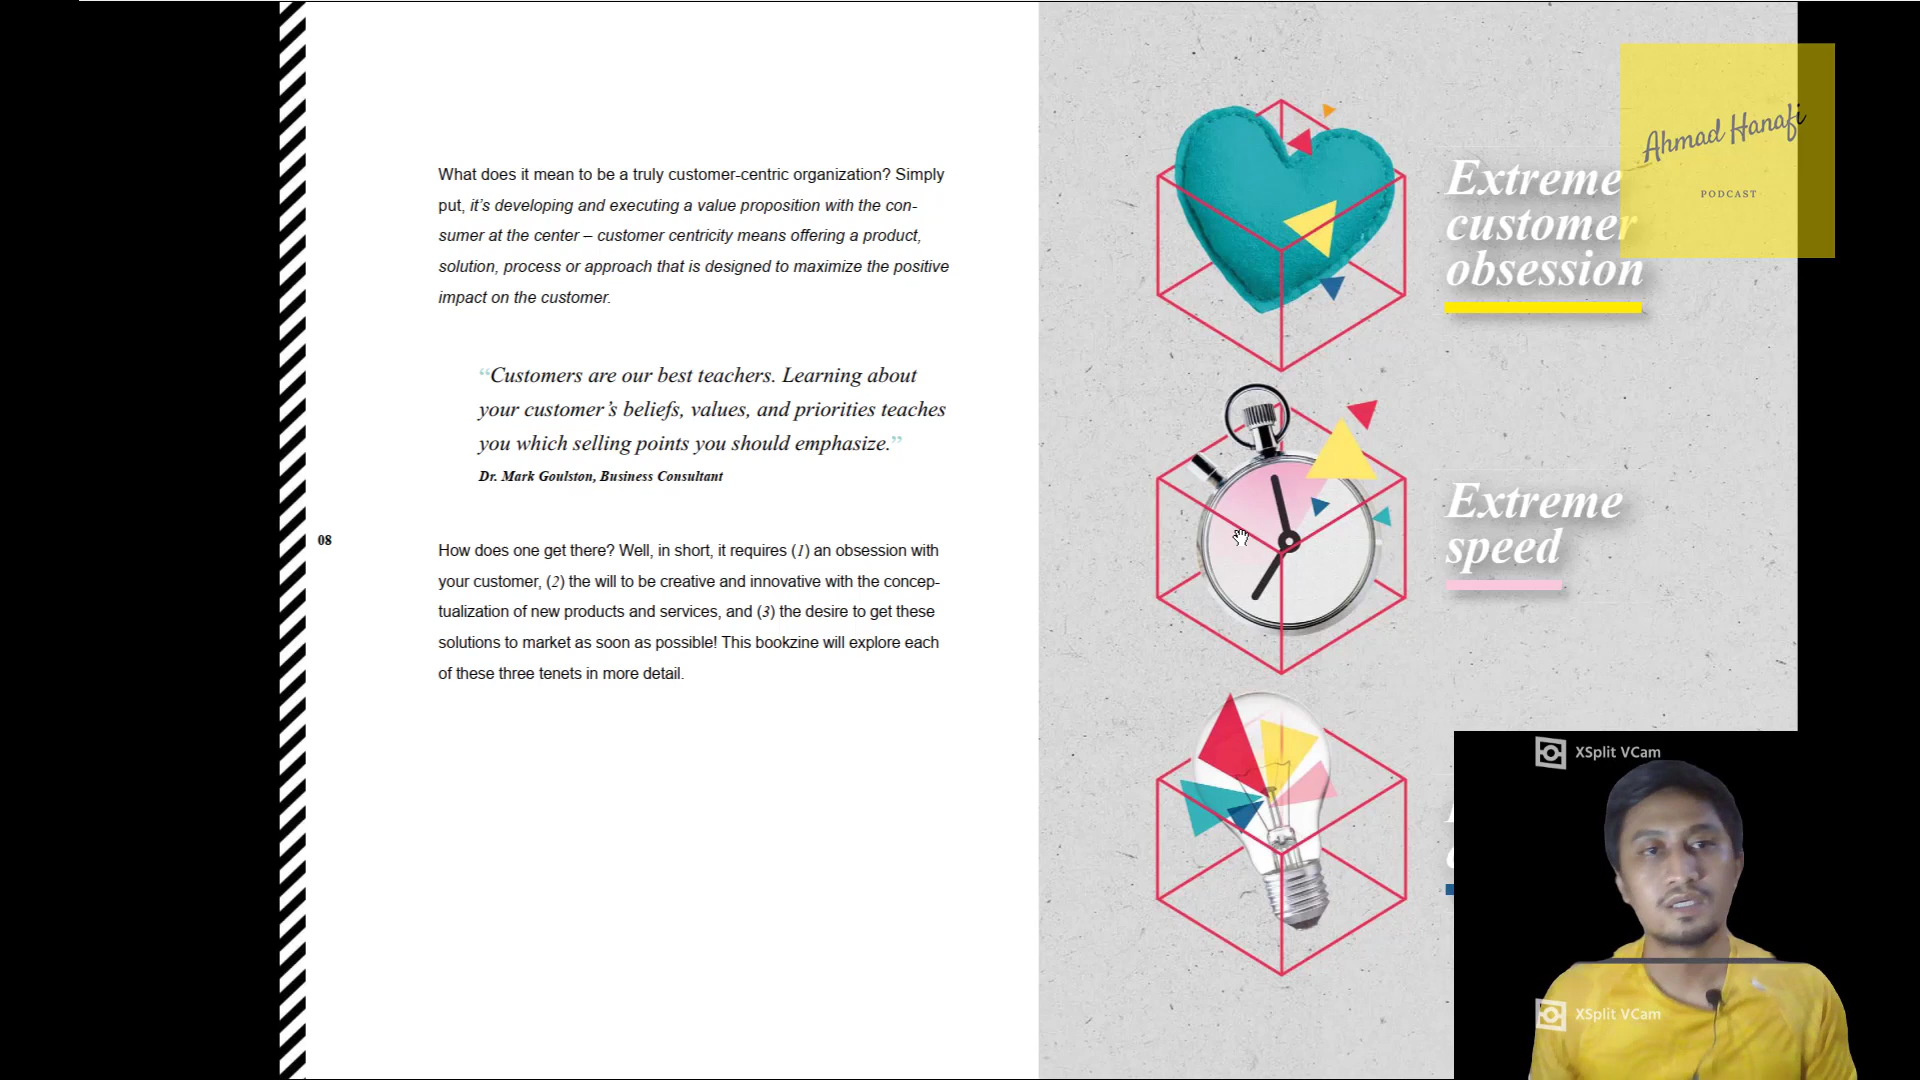 What does it mean to be a truly customer-centric organization? Simply
put, it's developing and executing a value proposition with the con-
sumer at the center – customer centricity means offering a product,
solution, process or approach that is designed to maximize the positive
impact on the customer.
“Customers are our best teachers. Learning about
your customer's beliefs, values, and priorities teaches
you which selling points you should emphasize.”
Dr. Mark Goulston, Business Consultant
08
How does one get there? Well, in short, it requires (1) an obsession with
your customer, (2) the will to be creative and innovative with the concep-
tualization of new products and services, and (3) the desire to get these
solutions to market as soon as possible! This bookzine will explore each
of these three tenets in more detail.
Extreme
customer
obsession
Extreme
speed
Ahmad Hanafi
PODCAST
XSplit VCam
XSplit VCam